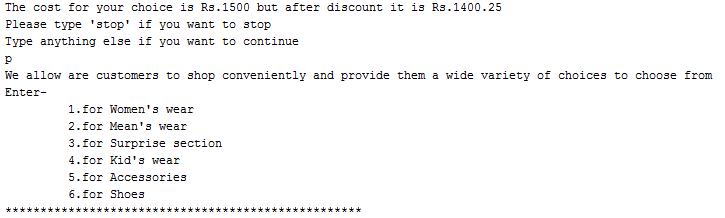 The cost for your choice is Rs.1500 but after discount it is Rs.1400.25
Please type 'stop' if you want to stop
Type anything else if you want to continue
p
We allow are customers to shop conveniently and provide them a wide variety of choices to choose from
Enter-
1.for Women's wear
2.for Mean's wear
3.for Surprise section
4.for Kid's wear
5.for Accessories
6.for Shoes
***************************************************